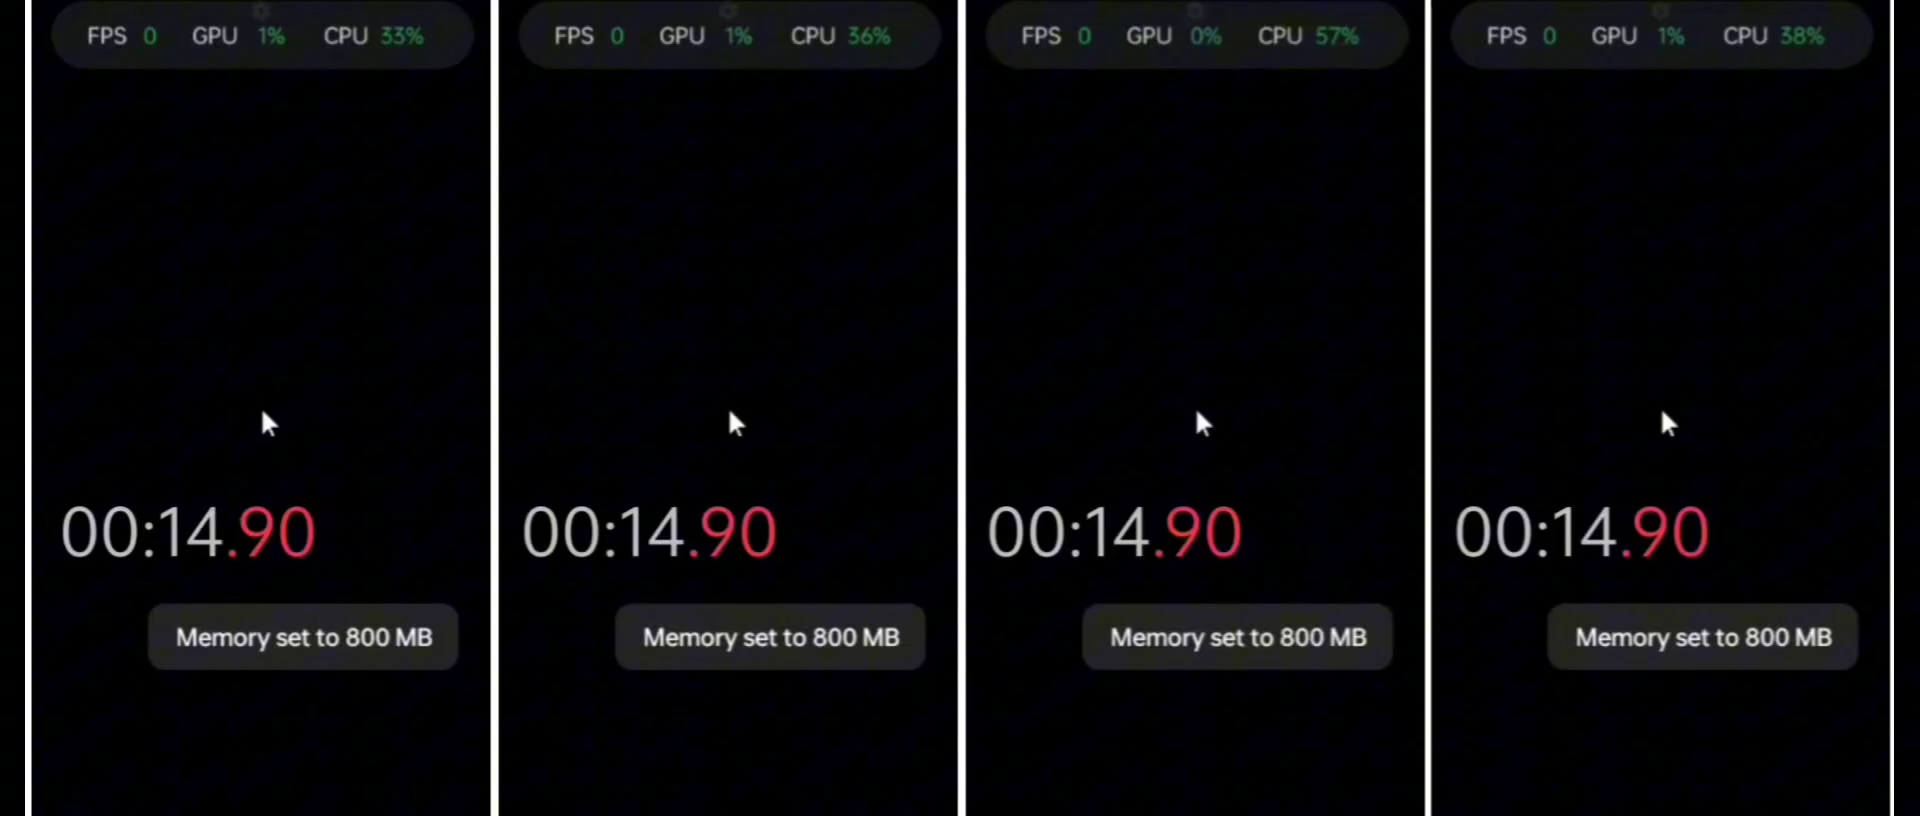 FPS 0 GPU 1% CPU 33%
00:14.90
Memory set to 800 MB
FPS 0 GPU 1% CPU 36%
00:14.90
Memory set to 800 MB
FPS 0 GPU 0% CPU 57%
00:14.90
Memory set to 800 MB
FPS 0 GPU 1% CPU 38%
00:14.90
Memory set to 800 MB